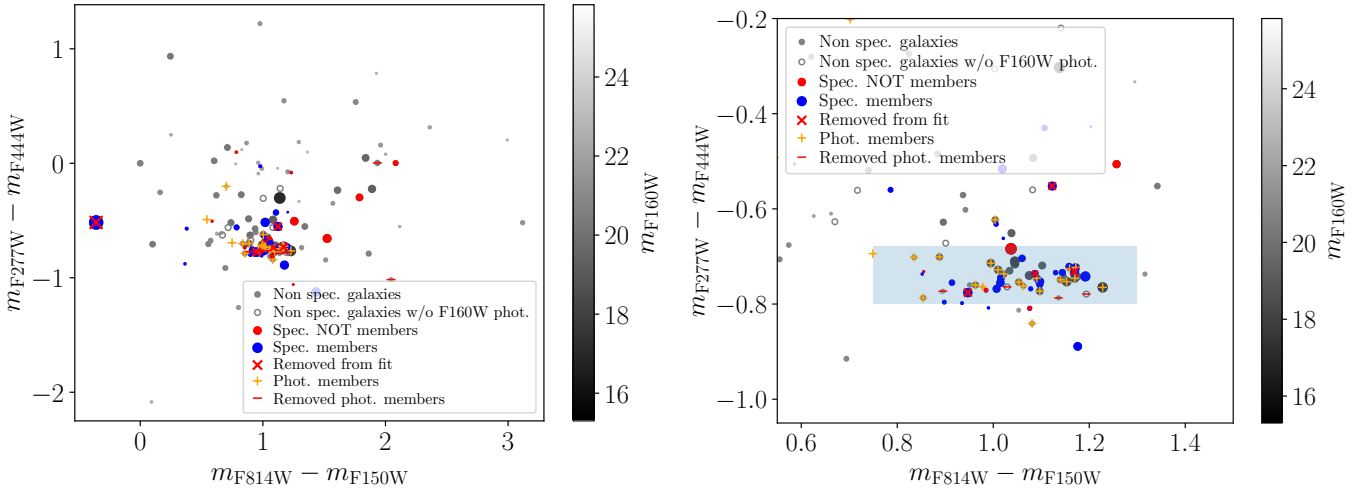 1
0
−1
−2
0
1
2
3
m_F277W − m_F444W
m_F814W − m_F150W
Non spec. galaxies
Non spec. galaxies w/o F160W phot.
Spec. NOT members
Spec. members
Removed from fit
Phot. members
Removed phot. members
24
22
20
18
16
m_F160W
−0.2
−0.4
−0.6
−0.8
−1.0
0.6
0.8
1.0
1.2
1.4
m_F277W − m_F444W
m_F814W − m_F150W
Non spec. galaxies
Non spec. galaxies w/o F160W phot.
Spec. NOT members
Spec. members
Removed from fit
Phot. members
Removed phot. members
24
22
20
18
16
m_F160W